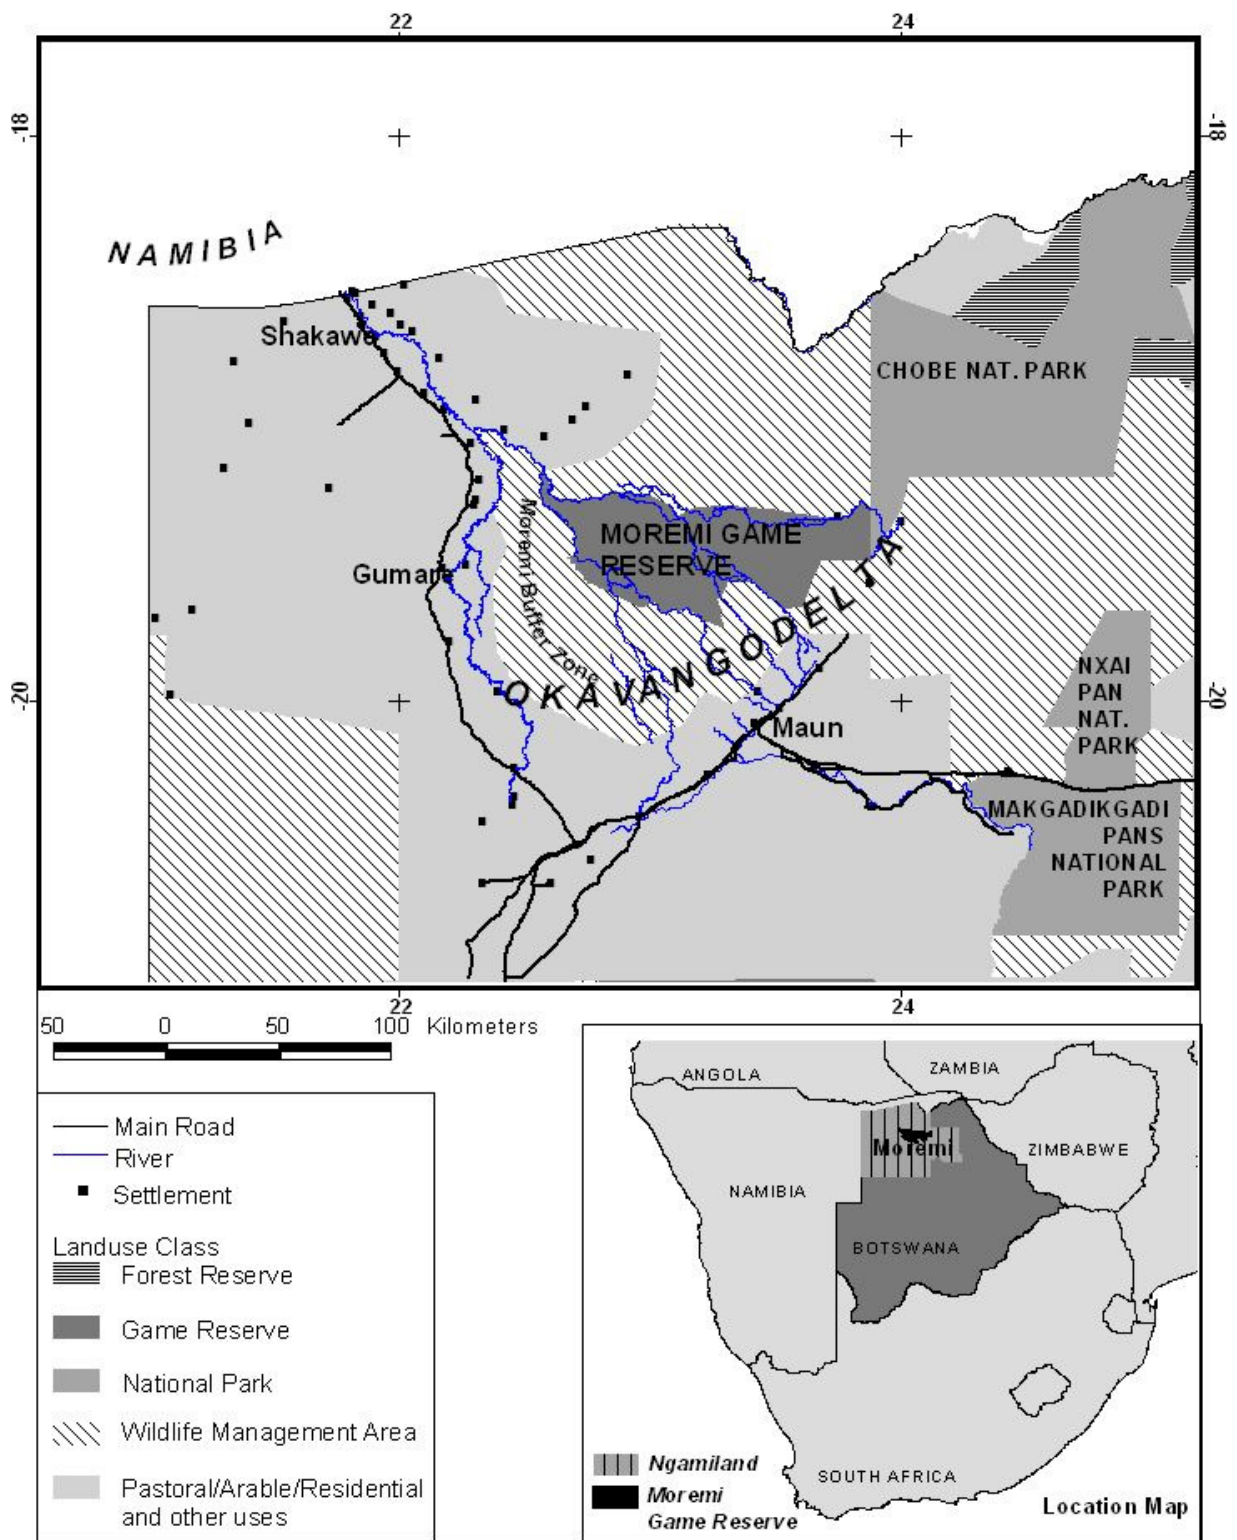 22 24
-18 -18
NAMIBIA
Shakawe
CHOBE NAT. PARK
MOREMI GAME
RESERVE
Moremi Buffer Zone
Gumare
OKAVANGO DELTA
NXAI
PAN
NAT.
PARK
-20 -20
Maun
MAKGADIKGADI
PANS
NATIONAL
PARK
22 24
50 0 50 100 Kilometers
Main Road
River
Settlement
Landuse Class
Forest Reserve
Game Reserve
National Park
Wildlife Management Area
Pastoral/Arable/Residential
and other uses
ANGOLA
ZAMBIA
Moremi
ZIMBABWE
NAMIBIA
BOTSWANA
SOUTH AFRICA
Ngamiland
Moremi
Game Reserve
Location Map